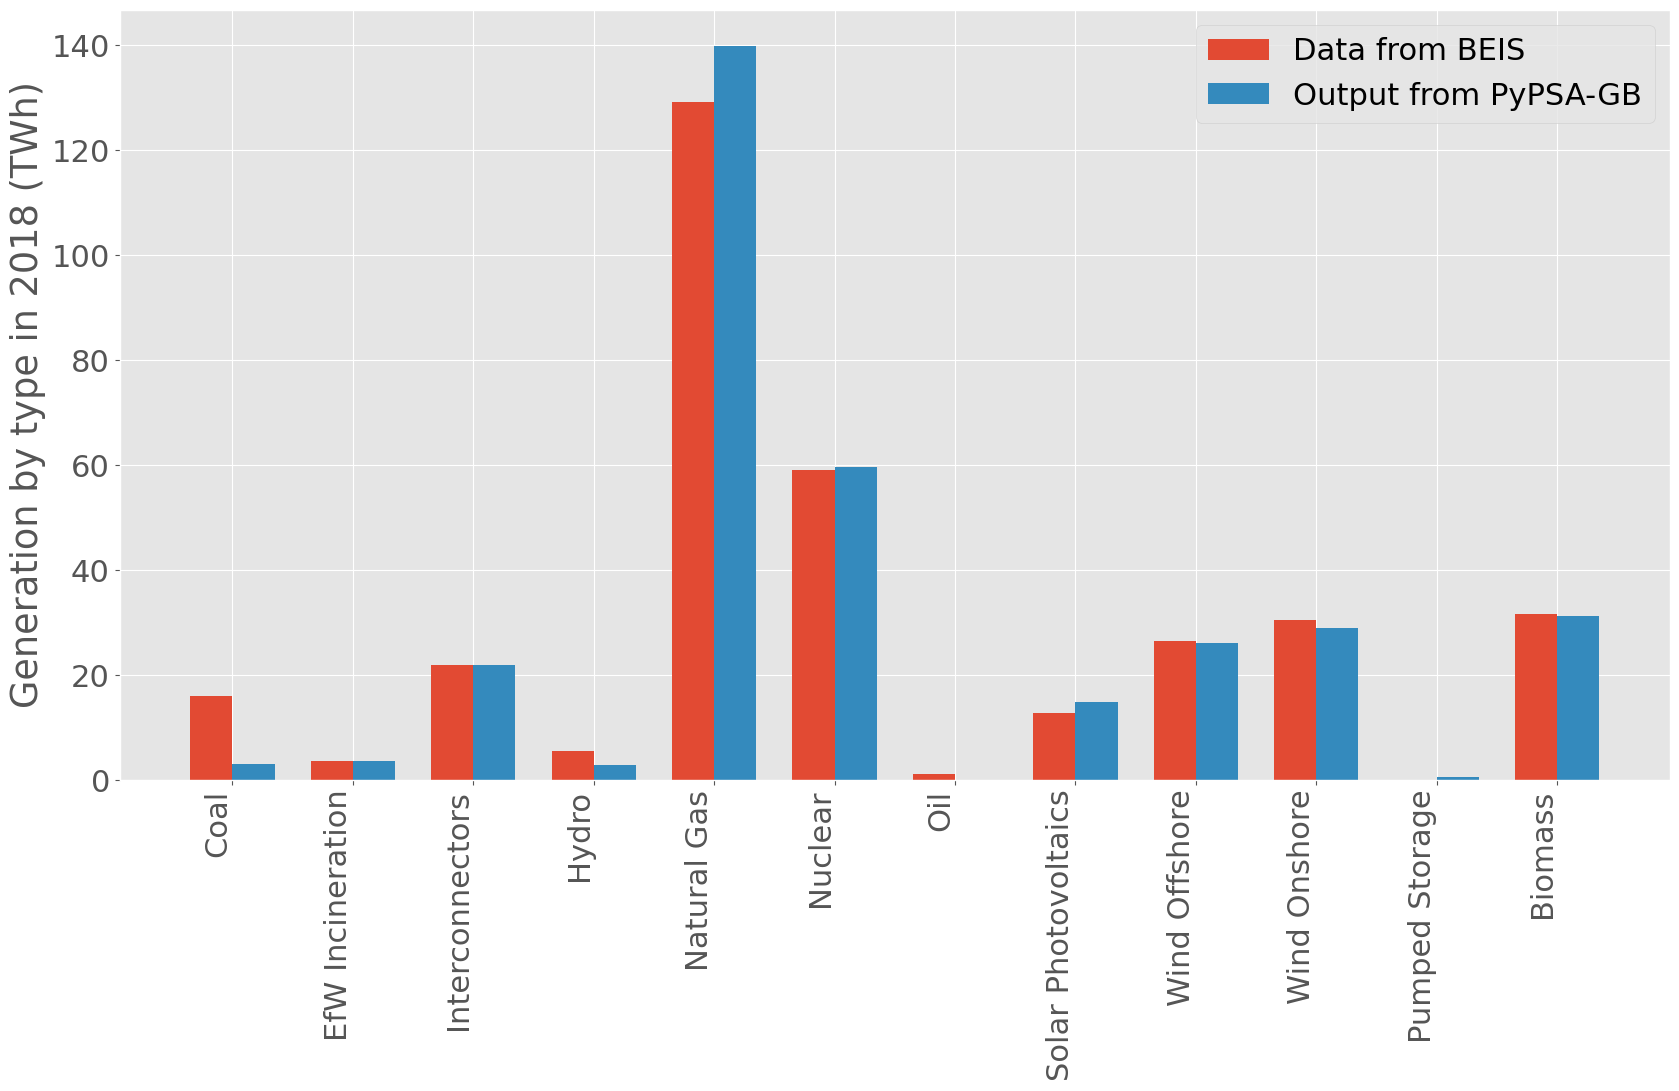 Generation by type in 2018 (TWh)
140
120
100
80
60
40
20
0
Data from BEIS
Output from PyPSA-GB
Coal
EfW Incineration
Interconnectors
Hydro
Natural Gas
Nuclear
Oil
Solar Photovoltaics
Wind Offshore
Wind Onshore
Pumped Storage
Biomass